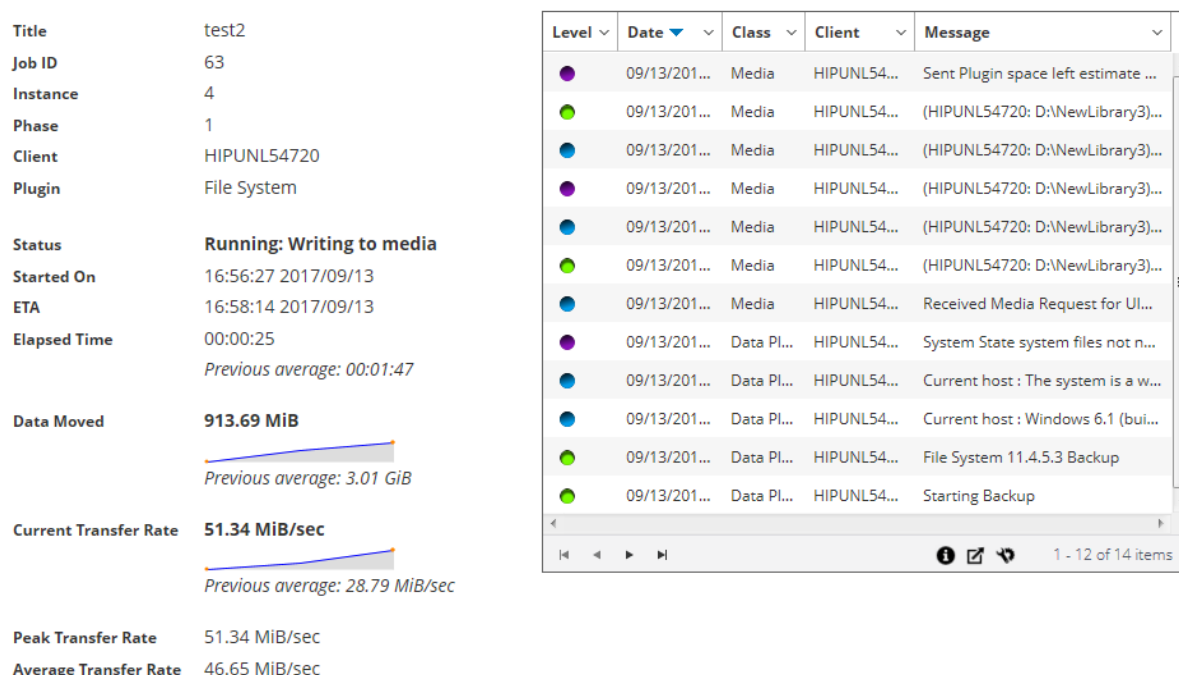 Title test2
Job ID 63
Instance 4
Phase 1
Client HIPUNL54720
Plugin File System
Status Running: Writing to media
Started On 16:56:27 2017/09/13
ETA 16:58:14 2017/09/13
Elapsed Time 00:00:25
Previous average: 00:01:47
Data Moved 913.69 MiB
Previous average: 3.01 GiB
Current Transfer Rate 51.34 MiB/sec
Previous average: 28.79 MiB/sec
Peak Transfer Rate 51.34 MiB/sec
Average Transfer Rate 46.65 MiB/sec
Level Date Class Client Message
09/13/201... Media HIPUNL54... Sent Plugin space left estimate ...
09/13/201... Media HIPUNL54... (HIPUNL54720: D:\NewLibrary3)...
09/13/201... Media HIPUNL54... (HIPUNL54720: D:\NewLibrary3)...
09/13/201... Media HIPUNL54... (HIPUNL54720: D:\NewLibrary3)...
09/13/201... Media HIPUNL54... (HIPUNL54720: D:\NewLibrary3)...
09/13/201... Media HIPUNL54... (HIPUNL54720: D:\NewLibrary3)...
09/13/201... Media HIPUNL54... Received Media Request for UI...
09/13/201... Data Pl... HIPUNL54... System State system files not n...
09/13/201... Data Pl... HIPUNL54... Current host : The system is a w...
09/13/201... Data Pl... HIPUNL54... Current host : Windows 6.1 (bui...
09/13/201... Data Pl... HIPUNL54... File System 11.4.5.3 Backup
09/13/201... Data Pl... HIPUNL54... Starting Backup
1 - 12 of 14 items